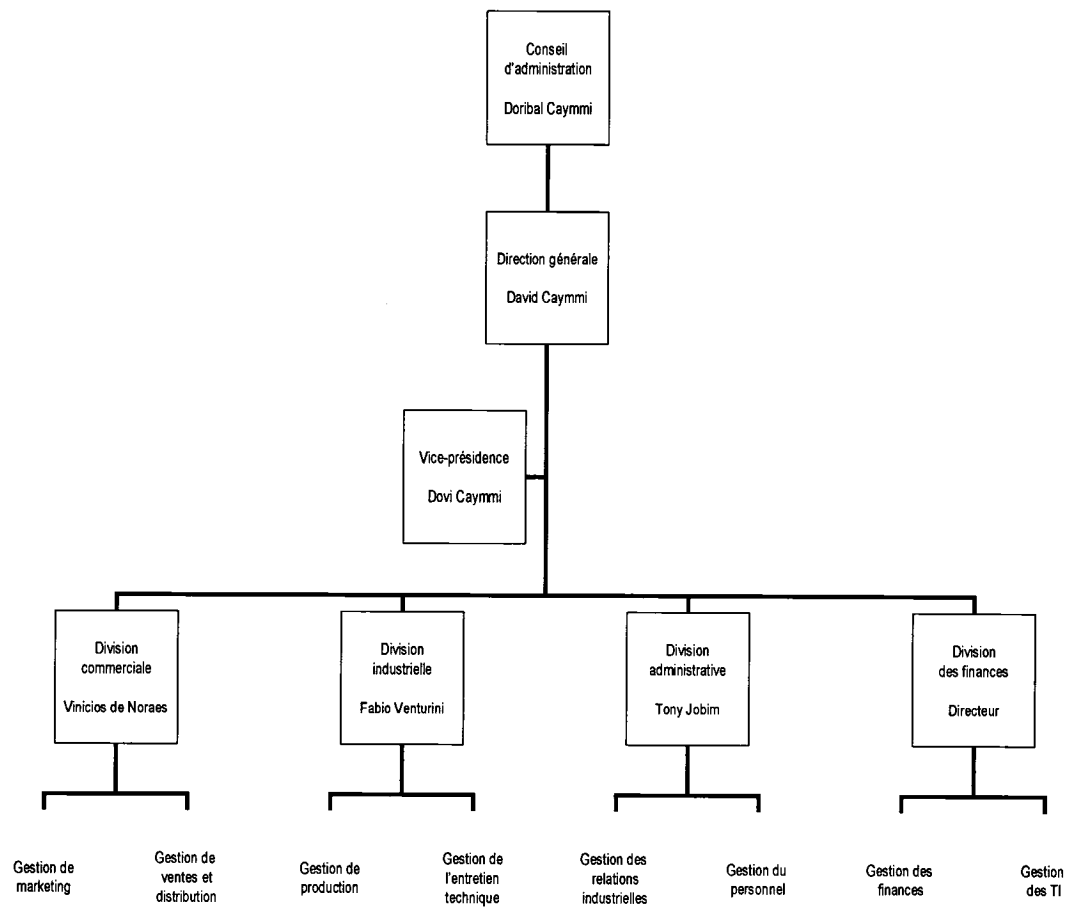 Conseil
d'administration
Doribal Caymmi
Direction générale
David Caymmi
Vice-présidence
Dovi Caymmi
Division
commerciale
Vinicios de Noraes
Division
industrielle
Fabio Venturini
Division
administrative
Tony Jobim
Division
des finances
Directeur
Gestion de
marketing
Gestion de
ventes et
distribution
Gestion de
production
Gestion de
l'entretien
technique
Gestion des
relations
industrielles
Gestion du
personnel
Gestion des
finances
Gestion
des TI